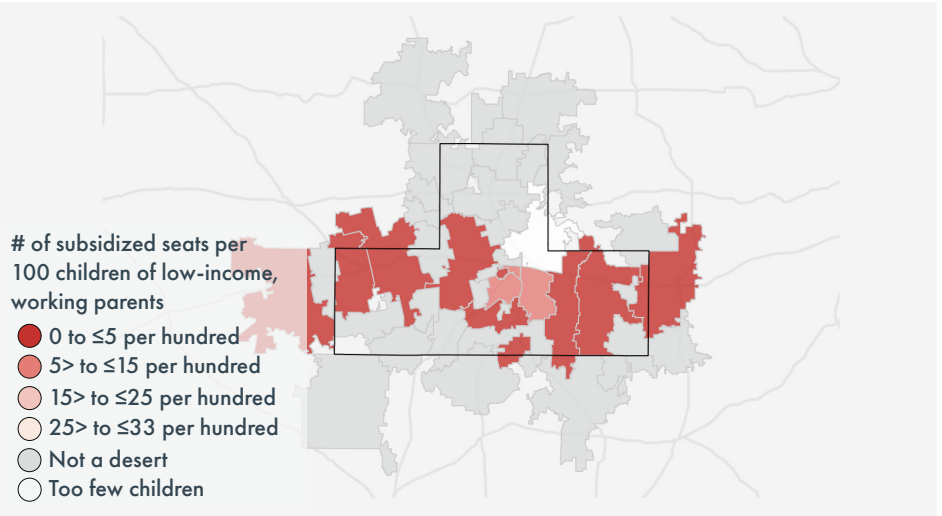 # of subsidized seats per
100 children of low-income,
working parents
0 to ≤5 per hundred
5> to ≤15 per hundred
15> to ≤25 per hundred
25> to ≤33 per hundred
Not a desert
Too few children